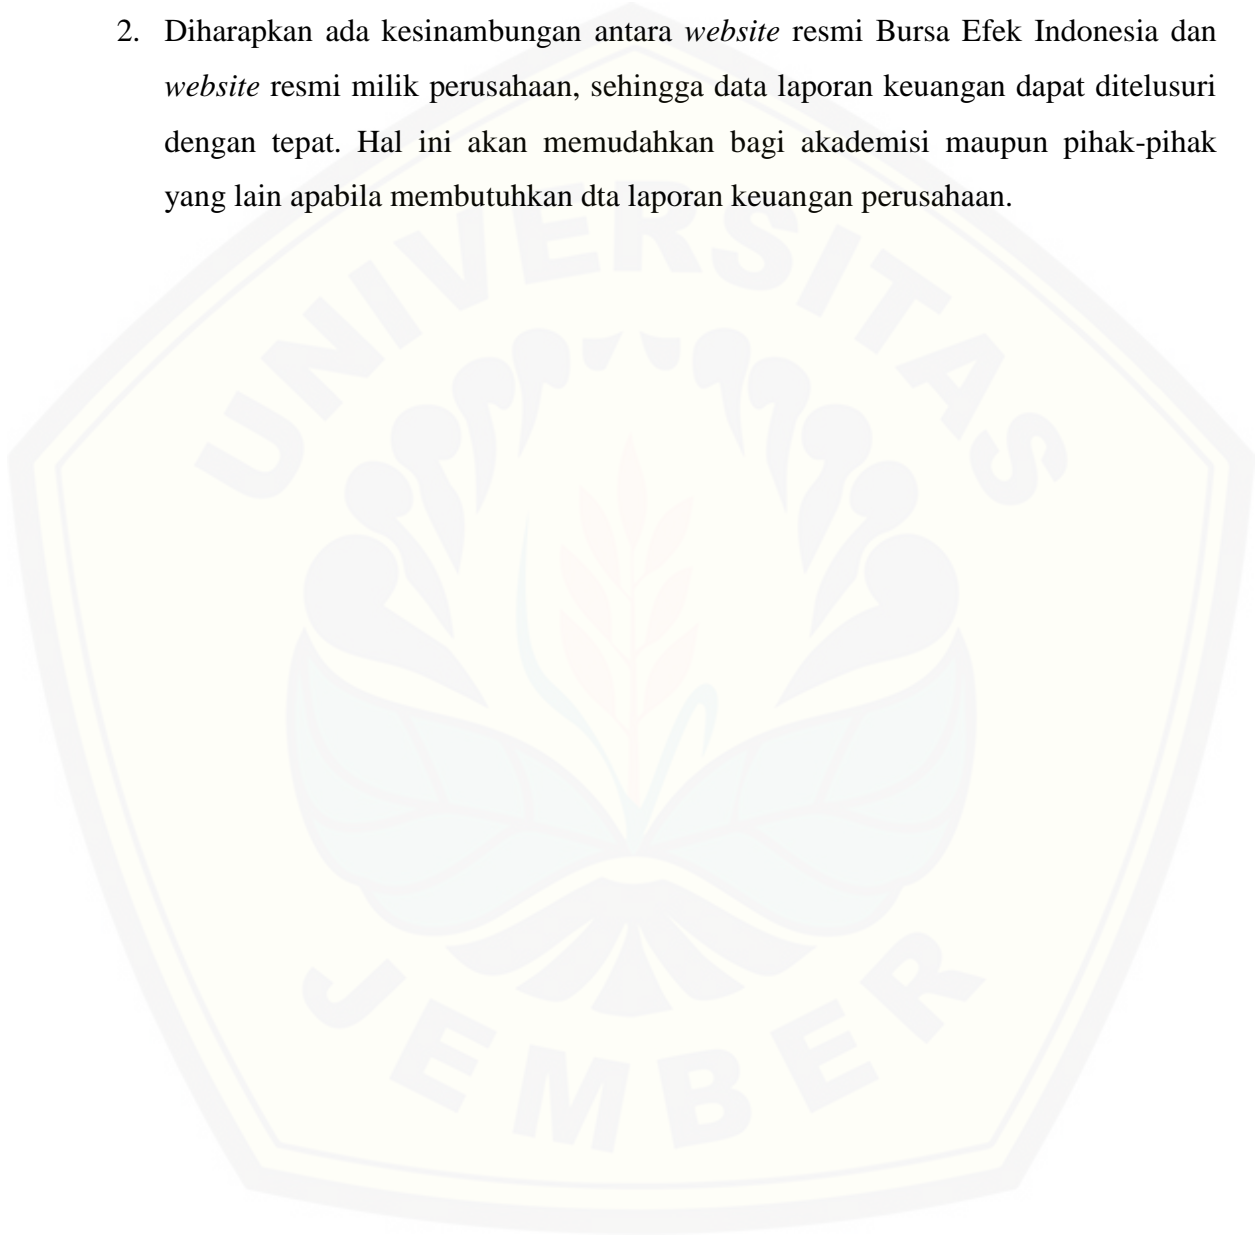 2. Diharapkan ada kesinambungan antara website resmi Bursa Efek Indonesia dan
website resmi milik perusahaan, sehingga data laporan keuangan dapat ditelusuri
dengan tepat. Hal ini akan memudahkan bagi akademisi maupun pihak-pihak
yang lain apabila membutuhkan dta laporan keuangan perusahaan.
UNIVERSITAS
JEMBER